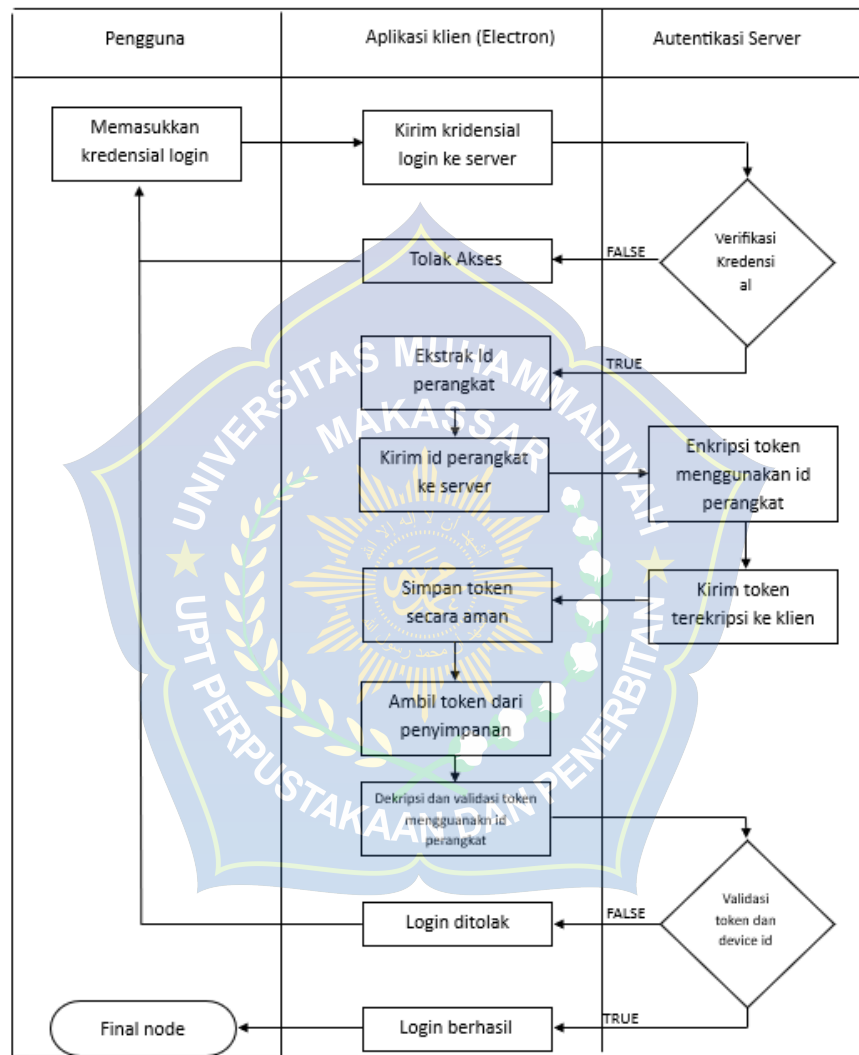 Pengguna
Aplikasi klien (Electron)
Autentikasi Server
Memasukkan
kredensial login
Kirim kridensial
login ke server
Verifikasi
Kredensi
al
FALSE
Tolak Akses
TRUE
Ekstrak Id
perangkat
Kirim id perangkat
ke server
Enkripsi token
menggunakan id
perangkat
Kirim token
terekripsi ke klien
Simpan token
secara aman
Ambil token dari
penyimpanan
Dekripsi dan validasi token
mengguanakn id
perangkat
Validasi
token dan
device id
FALSE
Login ditolak
TRUE
Login berhasil
Final node
UNIVERSITAS MUHAMMADIYAH
MAKASSAR
UPT PERPUSTAKAAN DAN PENERBITAN